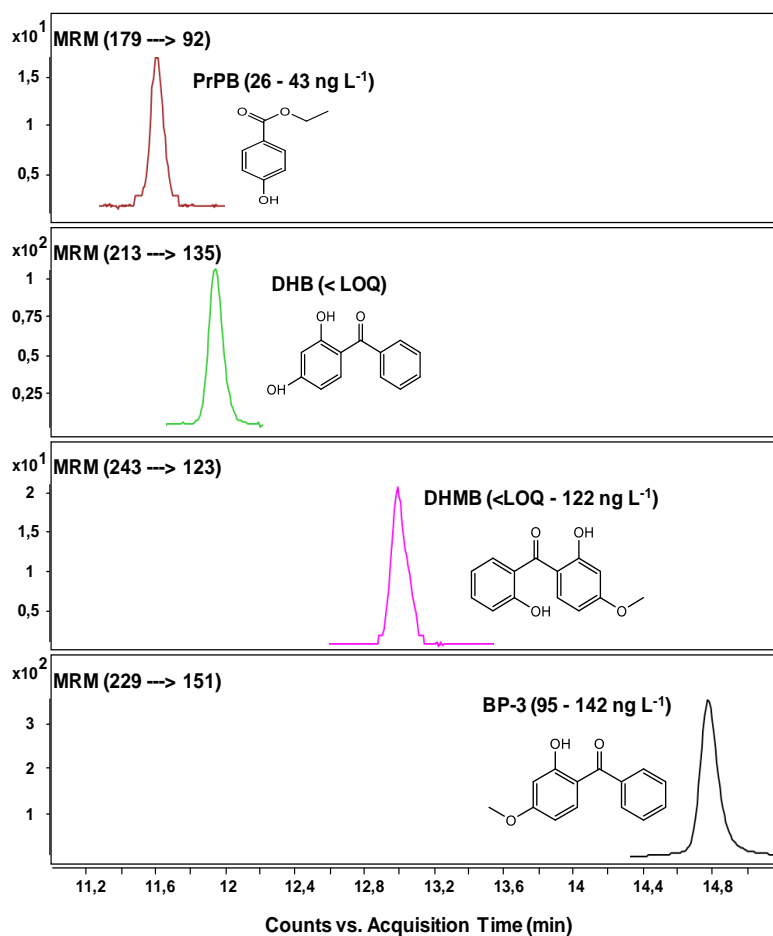 x10¹
MRM (179 ---> 92)
PrPB (26 - 43 ng L⁻¹)
1,5
1
0,5
O
O
OH
x10²
MRM (213 ---> 135)
DHB (< LOQ)
1
0,75
0,5
0,25
OH
O
OH
x10¹
MRM (243 ---> 123)
DHMB (<LOQ - 122 ng L⁻¹)
2
1,5
1
0,5
O
OH
OH
O
x10²
MRM (229 ---> 151)
BP-3 (95 - 142 ng L⁻¹)
3
2
1
OH
O
O
11,2 11,6 12 12,4 12,8 13,2 13,6 14 14,4 14,8
Counts vs. Acquisition Time (min)